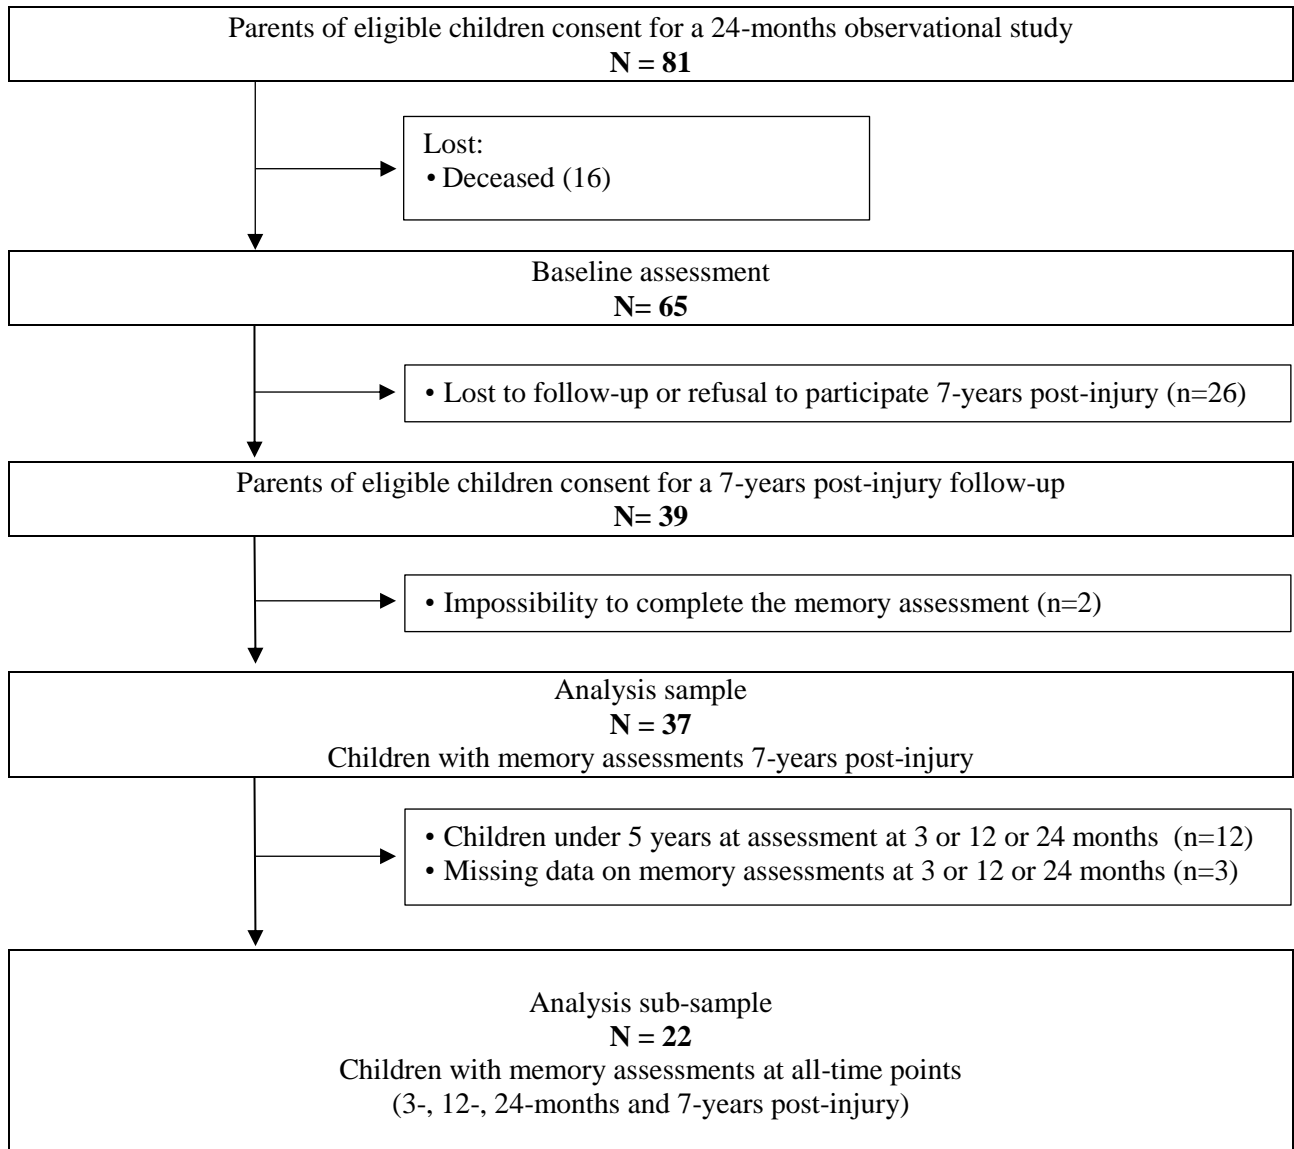 Parents of eligible children consent for a 24-months observational study
N = 81
Lost:
• Deceased (16)
Baseline assessment
N= 65
• Lost to follow-up or refusal to participate 7-years post-injury (n=26)
Parents of eligible children consent for a 7-years post-injury follow-up
N= 39
• Impossibility to complete the memory assessment (n=2)
Analysis sample
N = 37
Children with memory assessments 7-years post-injury
• Children under 5 years at assessment at 3 or 12 or 24 months (n=12)
• Missing data on memory assessments at 3 or 12 or 24 months (n=3)
Analysis sub-sample
N = 22
Children with memory assessments at all-time points
(3-, 12-, 24-months and 7-years post-injury)